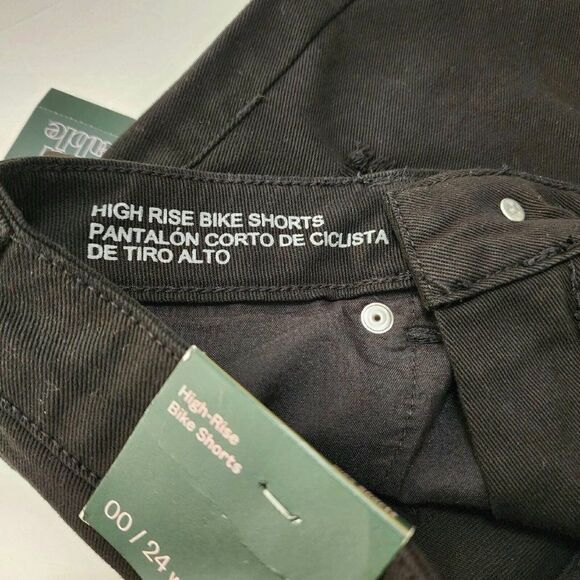 HIGH RISE BIKE SHORTS
PANTALÓN CORTO DE CICLISTA
DE TIRO ALTO
High-Rise
Bike Shorts
00 / 24